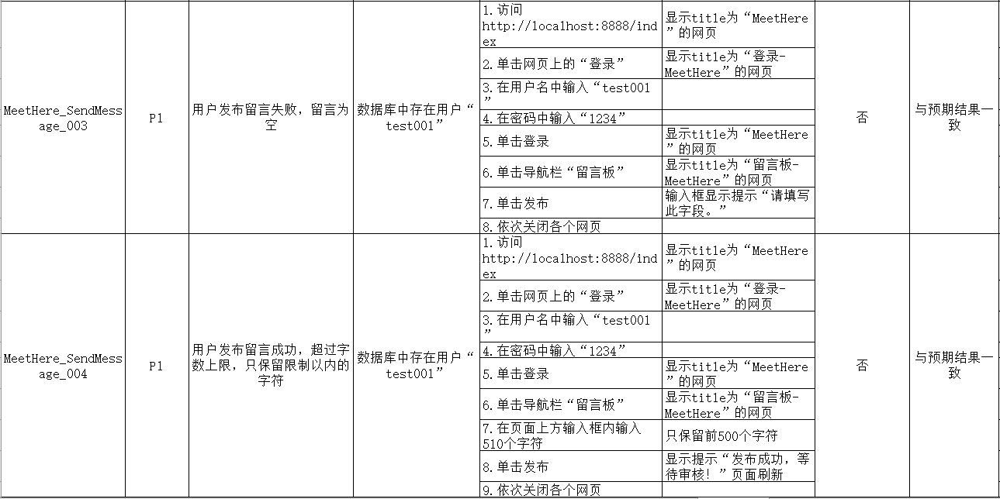 MeetHere_SendMess
age_003
P1
用户发布留言失败，留言为
空
数据库中存在用户“
test001”
1.访问
http://localhost:8888/ind
ex
显示title为“MeetHere
”的网页
2.单击网页上的“登录”
显示title为“登录-
MeetHere”的网页
3.在用户名中输入“test001
”
4.在密码中输入“1234”
5.单击登录
显示title为“MeetHere
”的网页
6.单击导航栏“留言板”
显示title为“留言板-
MeetHere”的网页
7.单击发布
输入框显示提示“请填写
此字段。”
8.依次关闭各个网页
否
与预期结果一
致
MeetHere_SendMess
age_004
P1
用户发布留言成功，超过字
数上限，只保留限制以内的
字符
数据库中存在用户“
test001”
1.访问
http://localhost:8888/ind
ex
显示title为“MeetHere
”的网页
2.单击网页上的“登录”
显示title为“登录-
MeetHere”的网页
3.在用户名中输入“test001
”
4.在密码中输入“1234”
5.单击登录
显示title为“MeetHere
”的网页
6.单击导航栏“留言板”
显示title为“留言板-
MeetHere”的网页
7.在页面上方输入框内输入
510个字符
只保留前500个字符
8.单击发布
显示提示“发布成功，等
待审核！”页面刷新
9.依次关闭各个网页
否
与预期结果一
致